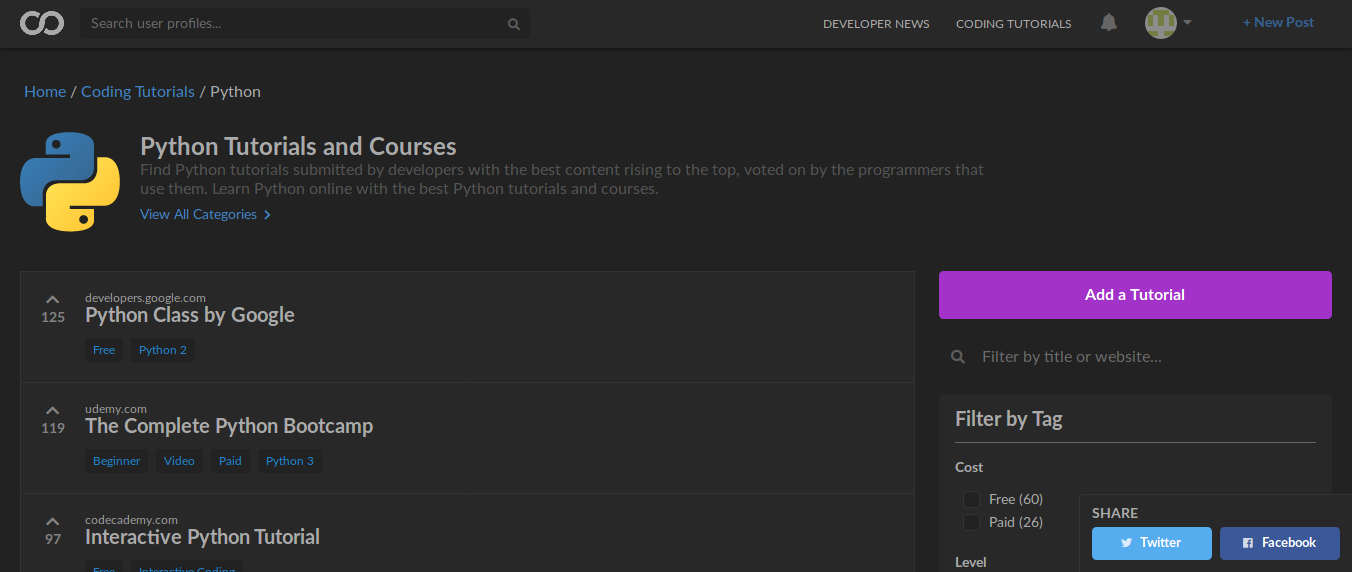 Search user profiles...
DEVELOPER NEWS
CODING TUTORIALS
+ New Post
Home / Coding Tutorials / Python
Python Tutorials and Courses
Find Python tutorials submitted by developers with the best content rising to the top, voted on by the programmers that
use them. Learn Python online with the best Python tutorials and courses.
View All Categories
developers.google.com
125
Python Class by Google
Free
Python 2
udemy.com
119
The Complete Python Bootcamp
Beginner
Video
Paid
Python 3
codecademy.com
97
Interactive Python Tutorial
Free
Interactive Coding
Add a Tutorial
Filter by title or website...
Filter by Tag
Cost
Free (60)
Paid (26)
Level
SHARE
Twitter
Facebook